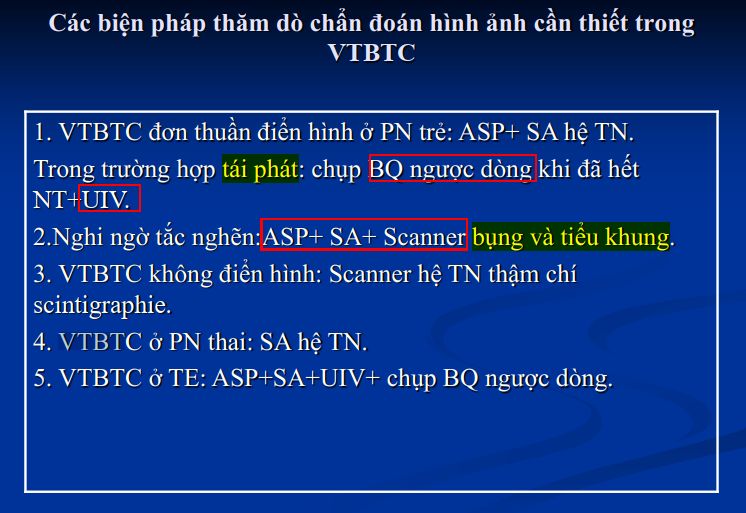 Các biện pháp thăm dò chẩn đoán hình ảnh cần thiết trong
VTBTC
1. VTBTC đơn thuần điển hình ở PN trẻ: ASP+ SA hệ TN.
Trong trường hợp tái phát: chụp BQ ngược dòng khi đã hết
NT+UIV.
2.Nghi ngờ tắc nghẽn:ASP+ SA+ Scanner bụng và tiểu khung.
3. VTBTC không điển hình: Scanner hệ TN thậm chí
scintigraphie.
4. VTBTC ở PN thai: SA hệ TN.
5. VTBTC ở TE: ASP+SA+UIV+ chụp BQ ngược dòng.